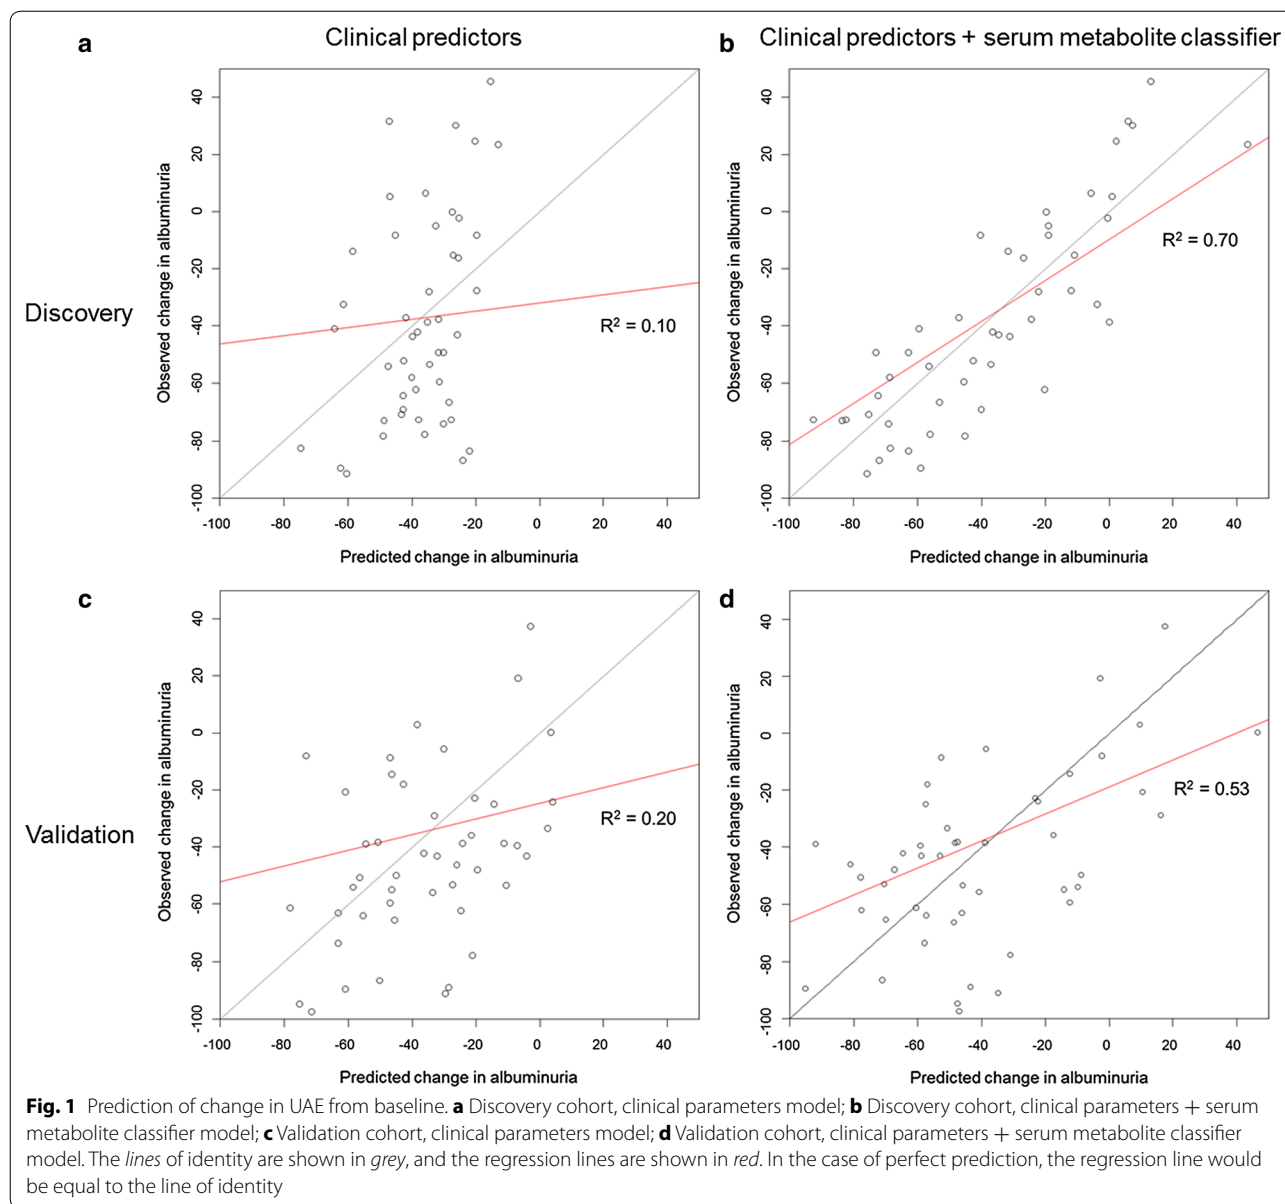 a Clinical predictors
b Clinical predictors + serum metabolite classifier
Discovery
Observed change in albuminuria
40
20
0
-20
-40
-60
-80
-100
R² = 0.10
-100 -80 -60 -40 -20 0 20 40
Predicted change in albuminuria
Observed change in albuminuria
40
20
0
-20
-40
-60
-80
-100
R² = 0.70
-100 -80 -60 -40 -20 0 20 40
Predicted change in albuminuria
c
Validation
Observed change in albuminuria
40
20
0
-20
-40
-60
-80
-100
R² = 0.20
-100 -80 -60 -40 -20 0 20 40
Predicted change in albuminuria
d
Observed change in albuminuria
40
20
0
-20
-40
-60
-80
-100
R² = 0.53
-100 -80 -60 -40 -20 0 20 40
Predicted change in albuminuria
Fig. 1 Prediction of change in UAE from baseline. a Discovery cohort, clinical parameters model; b Discovery cohort, clinical parameters + serum
metabolite classifier model; c Validation cohort, clinical parameters model; d Validation cohort, clinical parameters + serum metabolite classifier
model. The lines of identity are shown in grey, and the regression lines are shown in red. In the case of perfect prediction, the regression line would
be equal to the line of identity